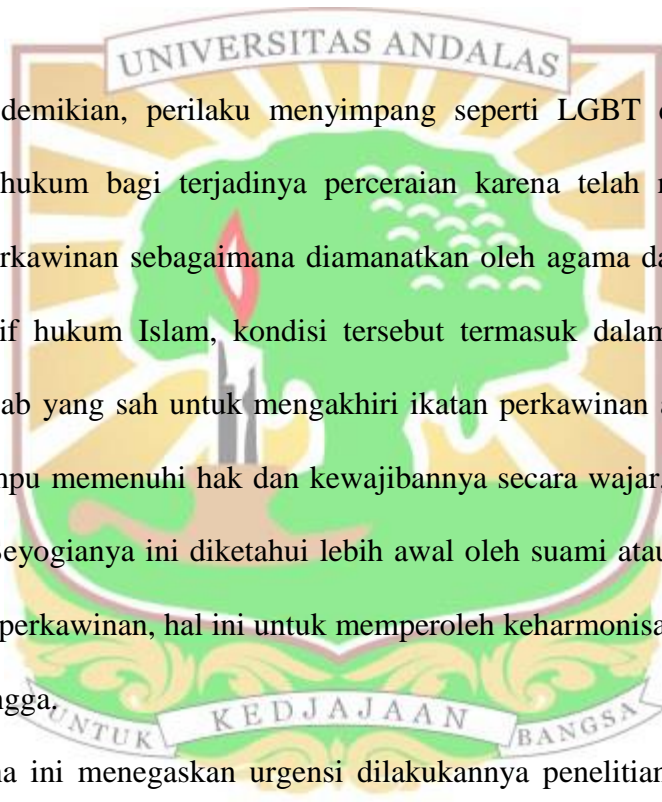 UNIVERSITAS ANDALAS
demikian, perilaku menyimpang seperti LGBT
hukum bagi terjadinya perceraian karena telah
rkawinan sebagaimana diamanatkan oleh agama da
if hukum Islam, kondisi tersebut termasuk dalam
ab yang sah untuk mengakhiri ikatan perkawinan a
mpu memenuhi hak dan kewajibannya secara wajar.
Seyogianya ini diketahui lebih awal oleh suami atau
perkawinan, hal ini untuk memperoleh keharmonisa
ngga.
UNTUK KEDJAJAAN BANGSA
na ini menegaskan urgensi dilakukannya penelitian